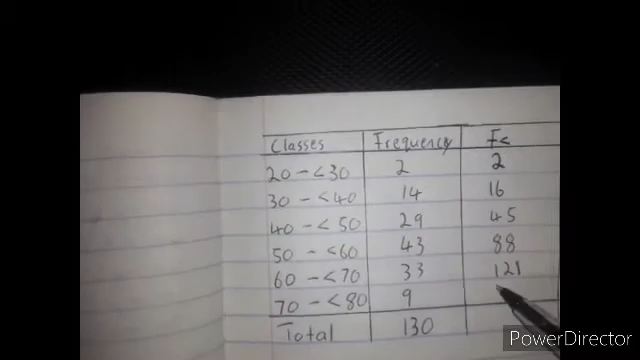 Classes Frequency F<
20 - <30 2 2
30 - <40 14 16
40 - <50 29 45
50 - <60 43 88
60 - <70 33 121
70 - <80 9
Total 130
PowerDirector